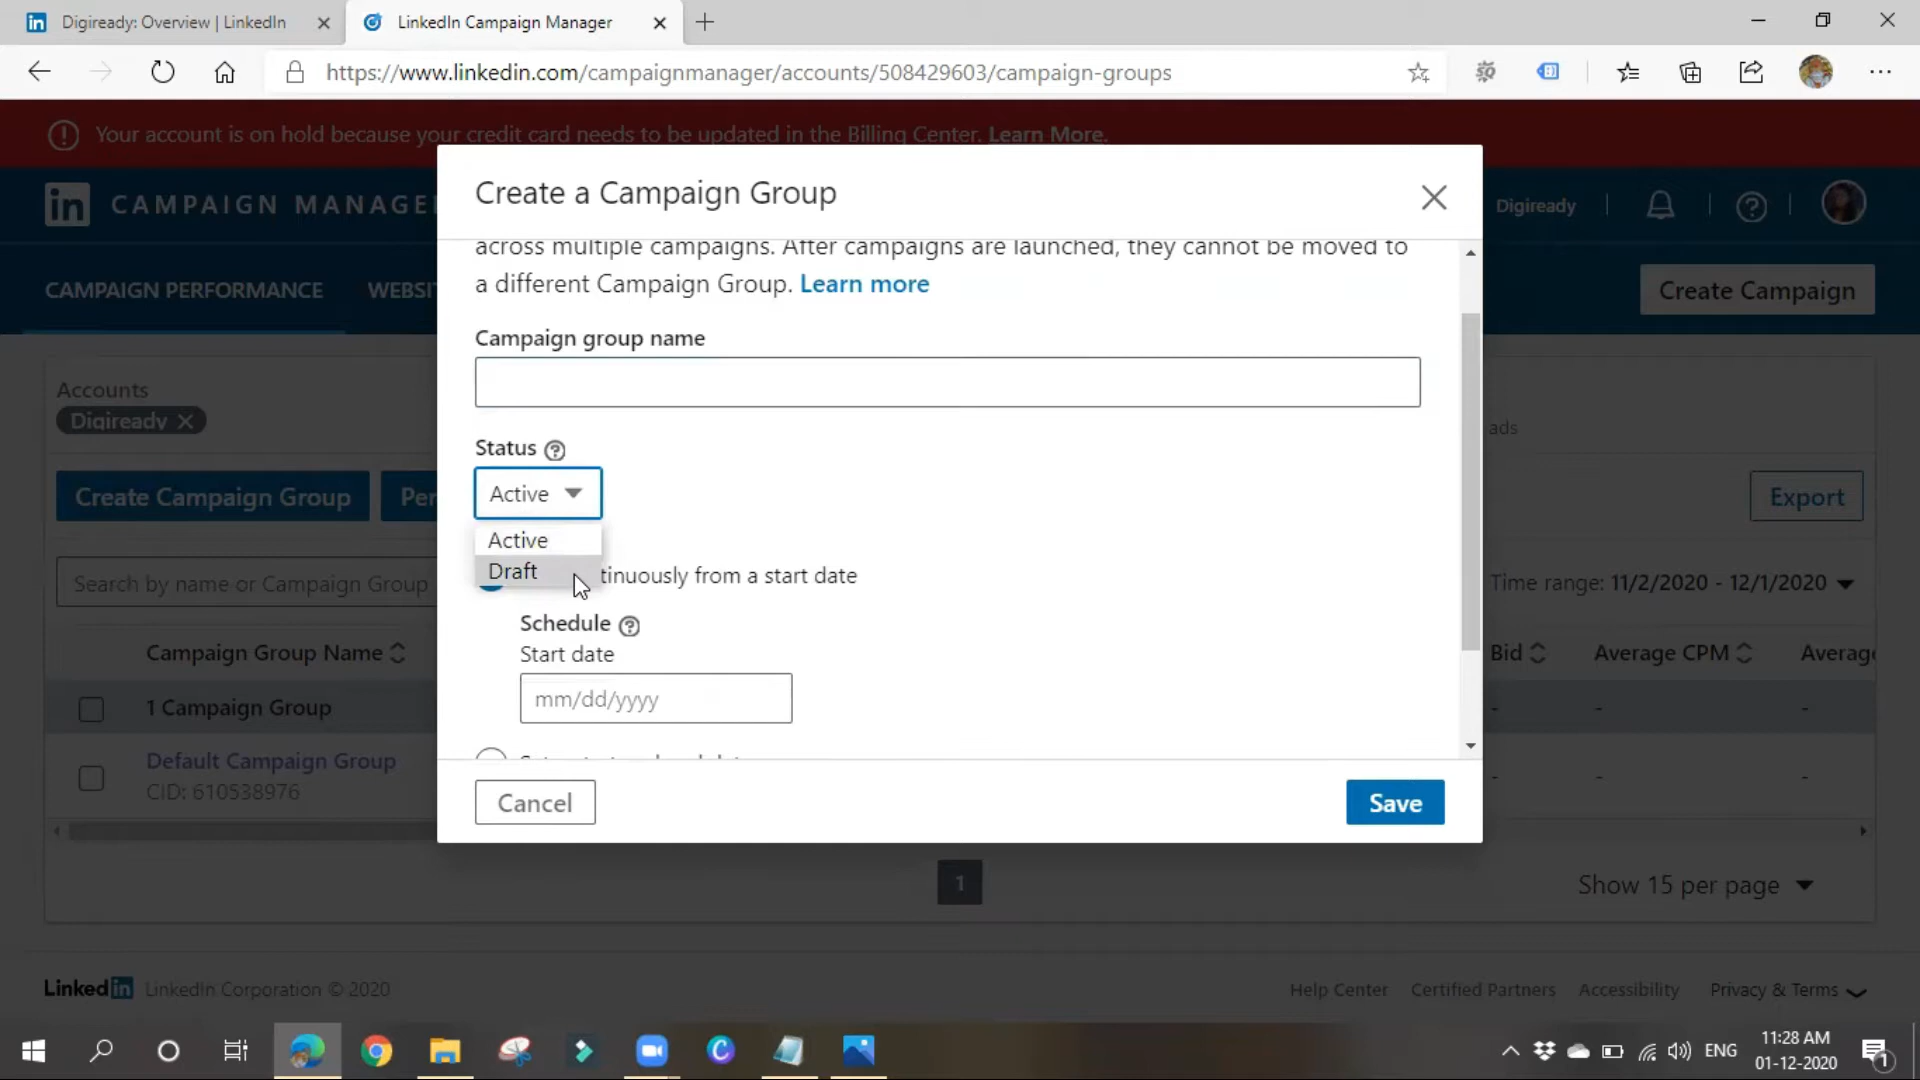 Digiready: Overview | LinkedIn
LinkedIn Campaign Manager
https://www.linkedin.com/campaignmanager/accounts/508429603/campaign-groups
Your account is on hold because your credit card needs to be updated in the Billing Center. Learn More.
in CAMPAIGN MANAGE
Digiready
CAMPAIGN PERFORMANCE
WEBSIT
Create Campaign
Create a Campaign Group
across multiple campaigns. After campaigns are launched, they cannot be moved to
a different Campaign Group. Learn more
Campaign group name
Status
Active
Active
Draft
tinuously from a start date
Schedule
Start date
mm/dd/yyyy
Cancel
Save
Accounts
Digiready
ads
Create Campaign Group
Per
Export
Search by name or Campaign Group
Time range: 11/2/2020 - 12/1/2020
Campaign Group Name
Bid
Average CPM
Average
1 Campaign Group
-
-
-
Default Campaign Group
CID: 610538976
-
-
-
1
Show 15 per page
LinkedIn LinkedIn Corporation © 2020
Help Center
Certified Partners
Accessibility
Privacy & Terms
ENG
11:28 AM
01-12-2020
1